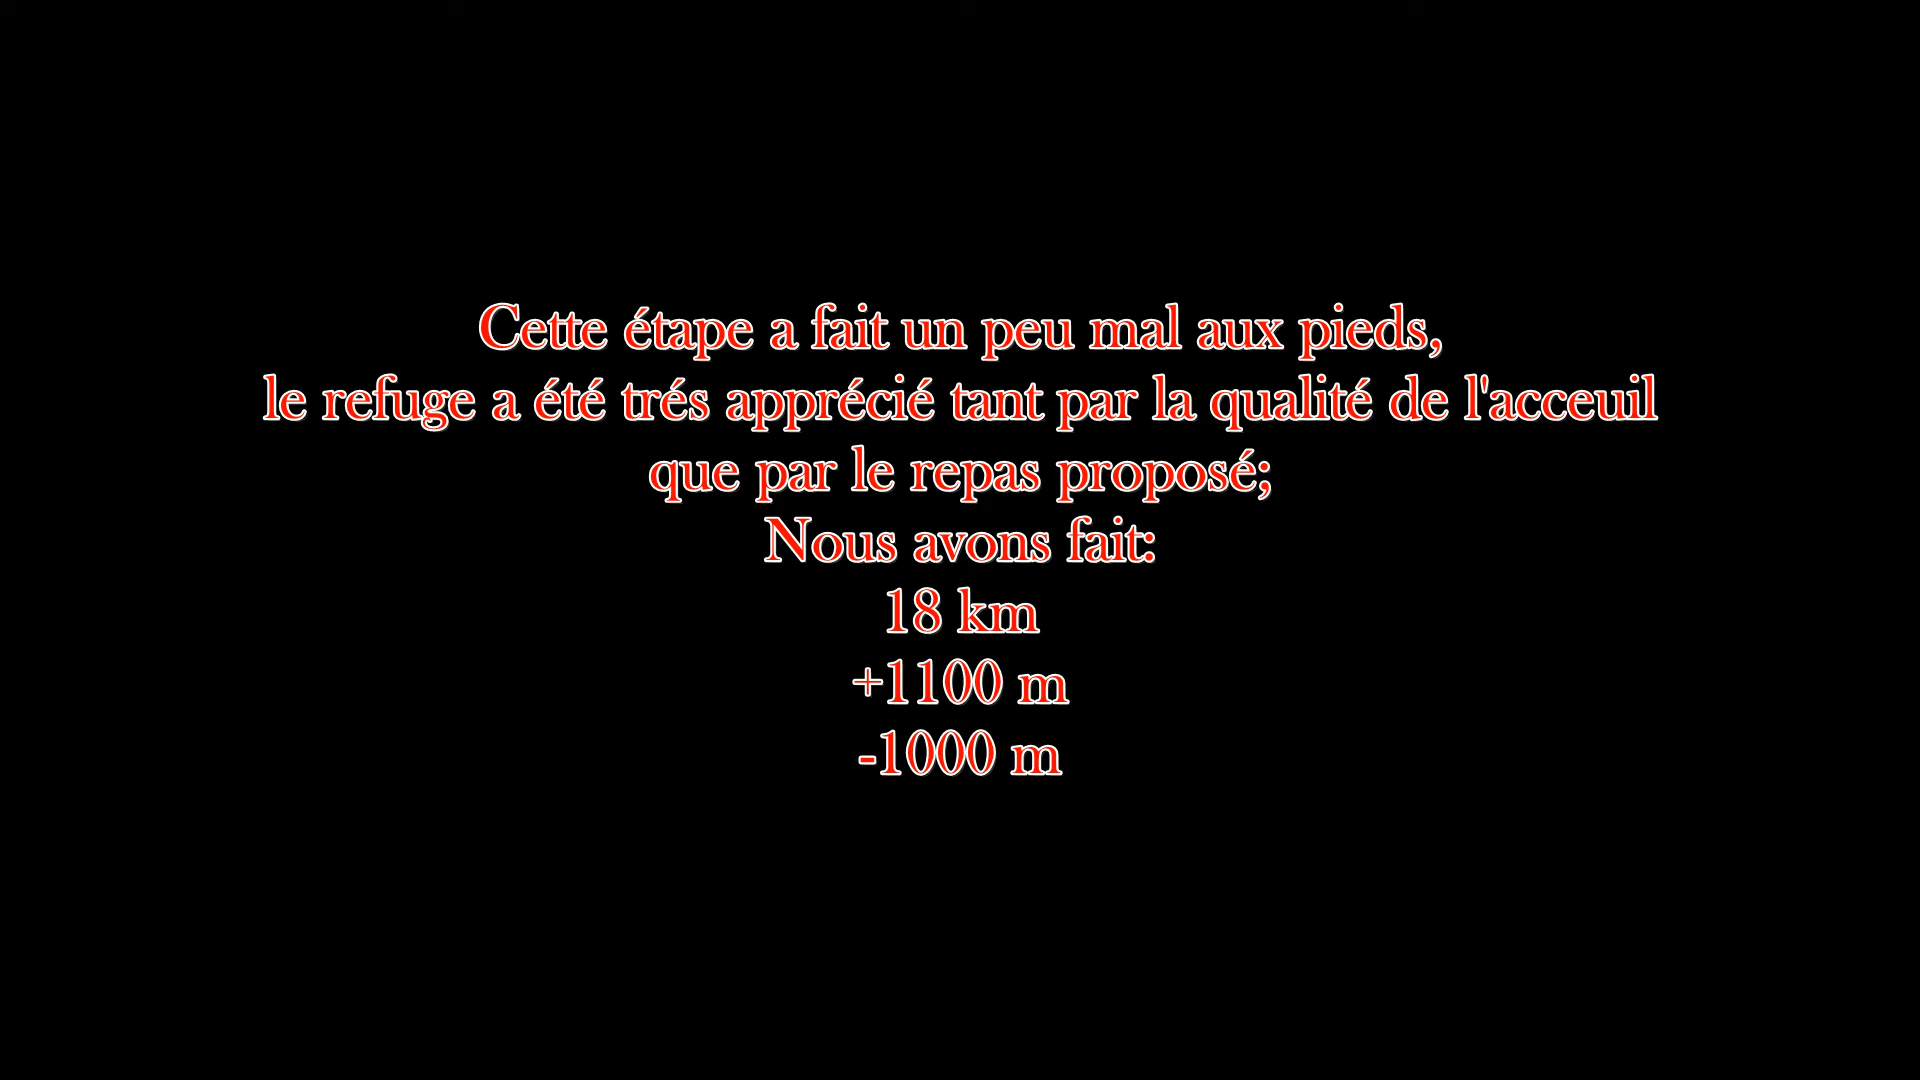 Cette étape a fait un peu mal aux pieds,
le refuge a été trés apprécié tant par la qualité de l'acceuil
que par le repas proposé;
Nous avons fait:
18 km
+1100 m
-1000 m